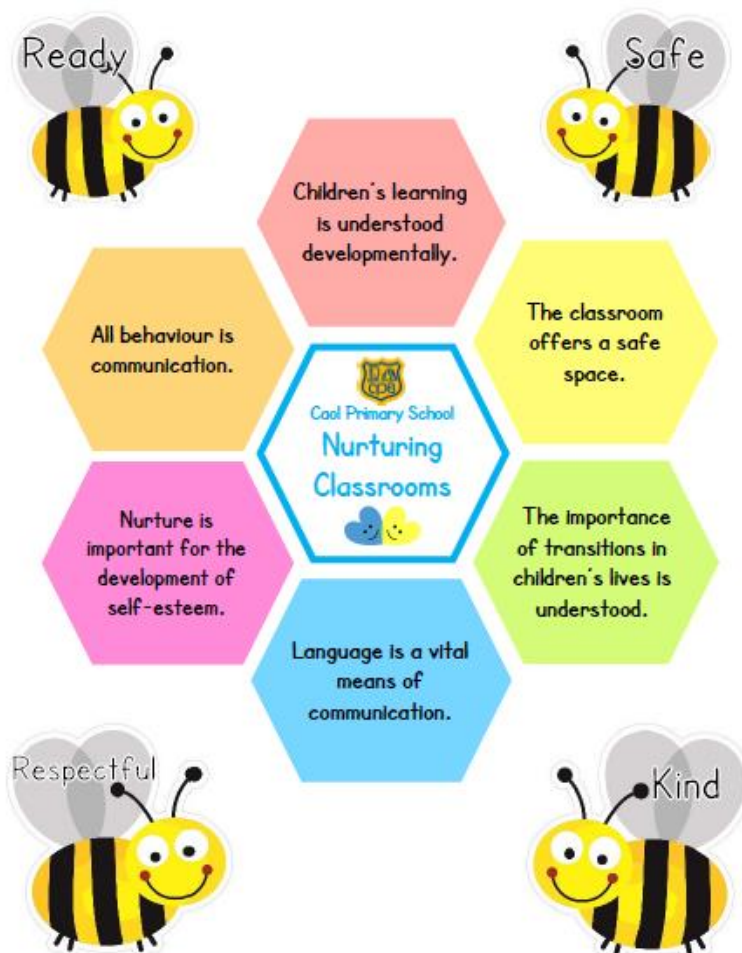 Ready
Safe
Children's learning
is understood
developmentally.
All behaviour is
communication.
The classroom
offers a safe
space.
Caol Primary School
Nurturing
Classrooms
Nurture is
important for the
development of
self-esteem.
The importance
of transitions in
children's lives is
understood.
Language is a vital
means of
communication.
Respectful
Kind